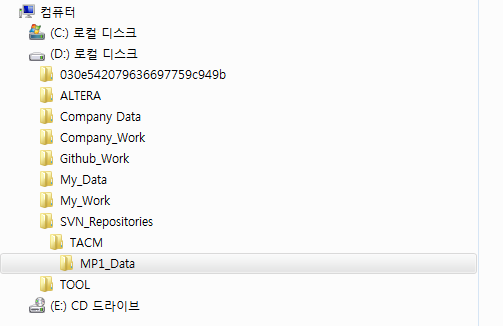 컴퓨터
(C:) 로컬 디스크
(D:) 로컬 디스크
030e542079636697759c949b
ALTERA
Company Data
Company_Work
Github_Work
My_Data
My_Work
SVN_Repositories
TACM
MP1_Data
TOOL
(E:) CD 드라이브